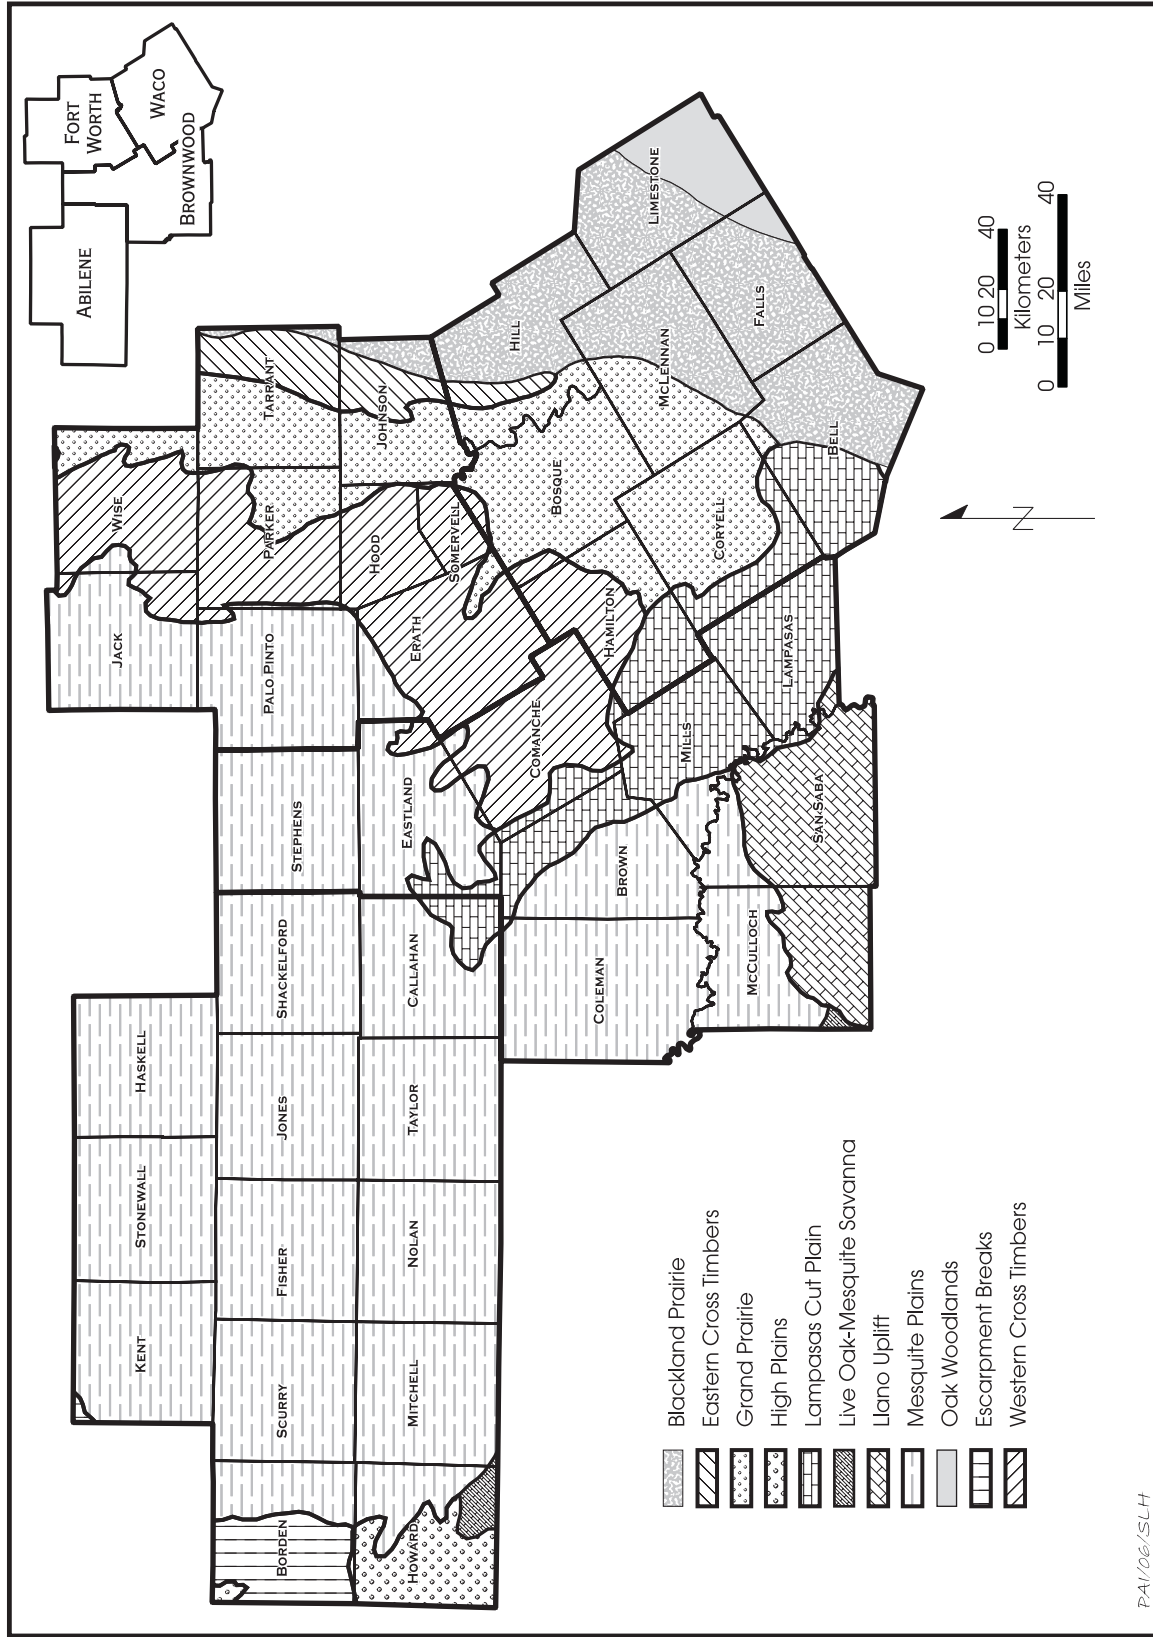 ABILENE
FORT
WORTH
WACO
BROWNWOOD
KENT
STONEWALL
HASKELL
JACK
WISE
BORDEN
SCURRY
FISHER
JONES
SHACKELFORD
STEPHENS
PALO PINTO
PARKER
TARRANT
HOWARD
MITCHELL
NOLAN
TAYLOR
CALLAHAN
EASTLAND
ERATH
HOOD
SOMERVELL
JOHNSON
HILL
COLEMAN
BROWN
COMANCHE
HAMILTON
BOSQUE
McLENNAN
LIMESTONE
FALLS
McCULLOCH
SAN SABA
MILLS
LAMPASAS
CORYELL
BELL
Blackland Prairie
Eastern Cross Timbers
Grand Prairie
High Plains
Lampasas Cut Plain
Live Oak-Mesquite Savanna
Llano Uplift
Mesquite Plains
Oak Woodlands
Escarpment Breaks
Western Cross Timbers
N
0 10 20 40
Kilometers
0 10 20 40
Miles
PAI/06/SLH